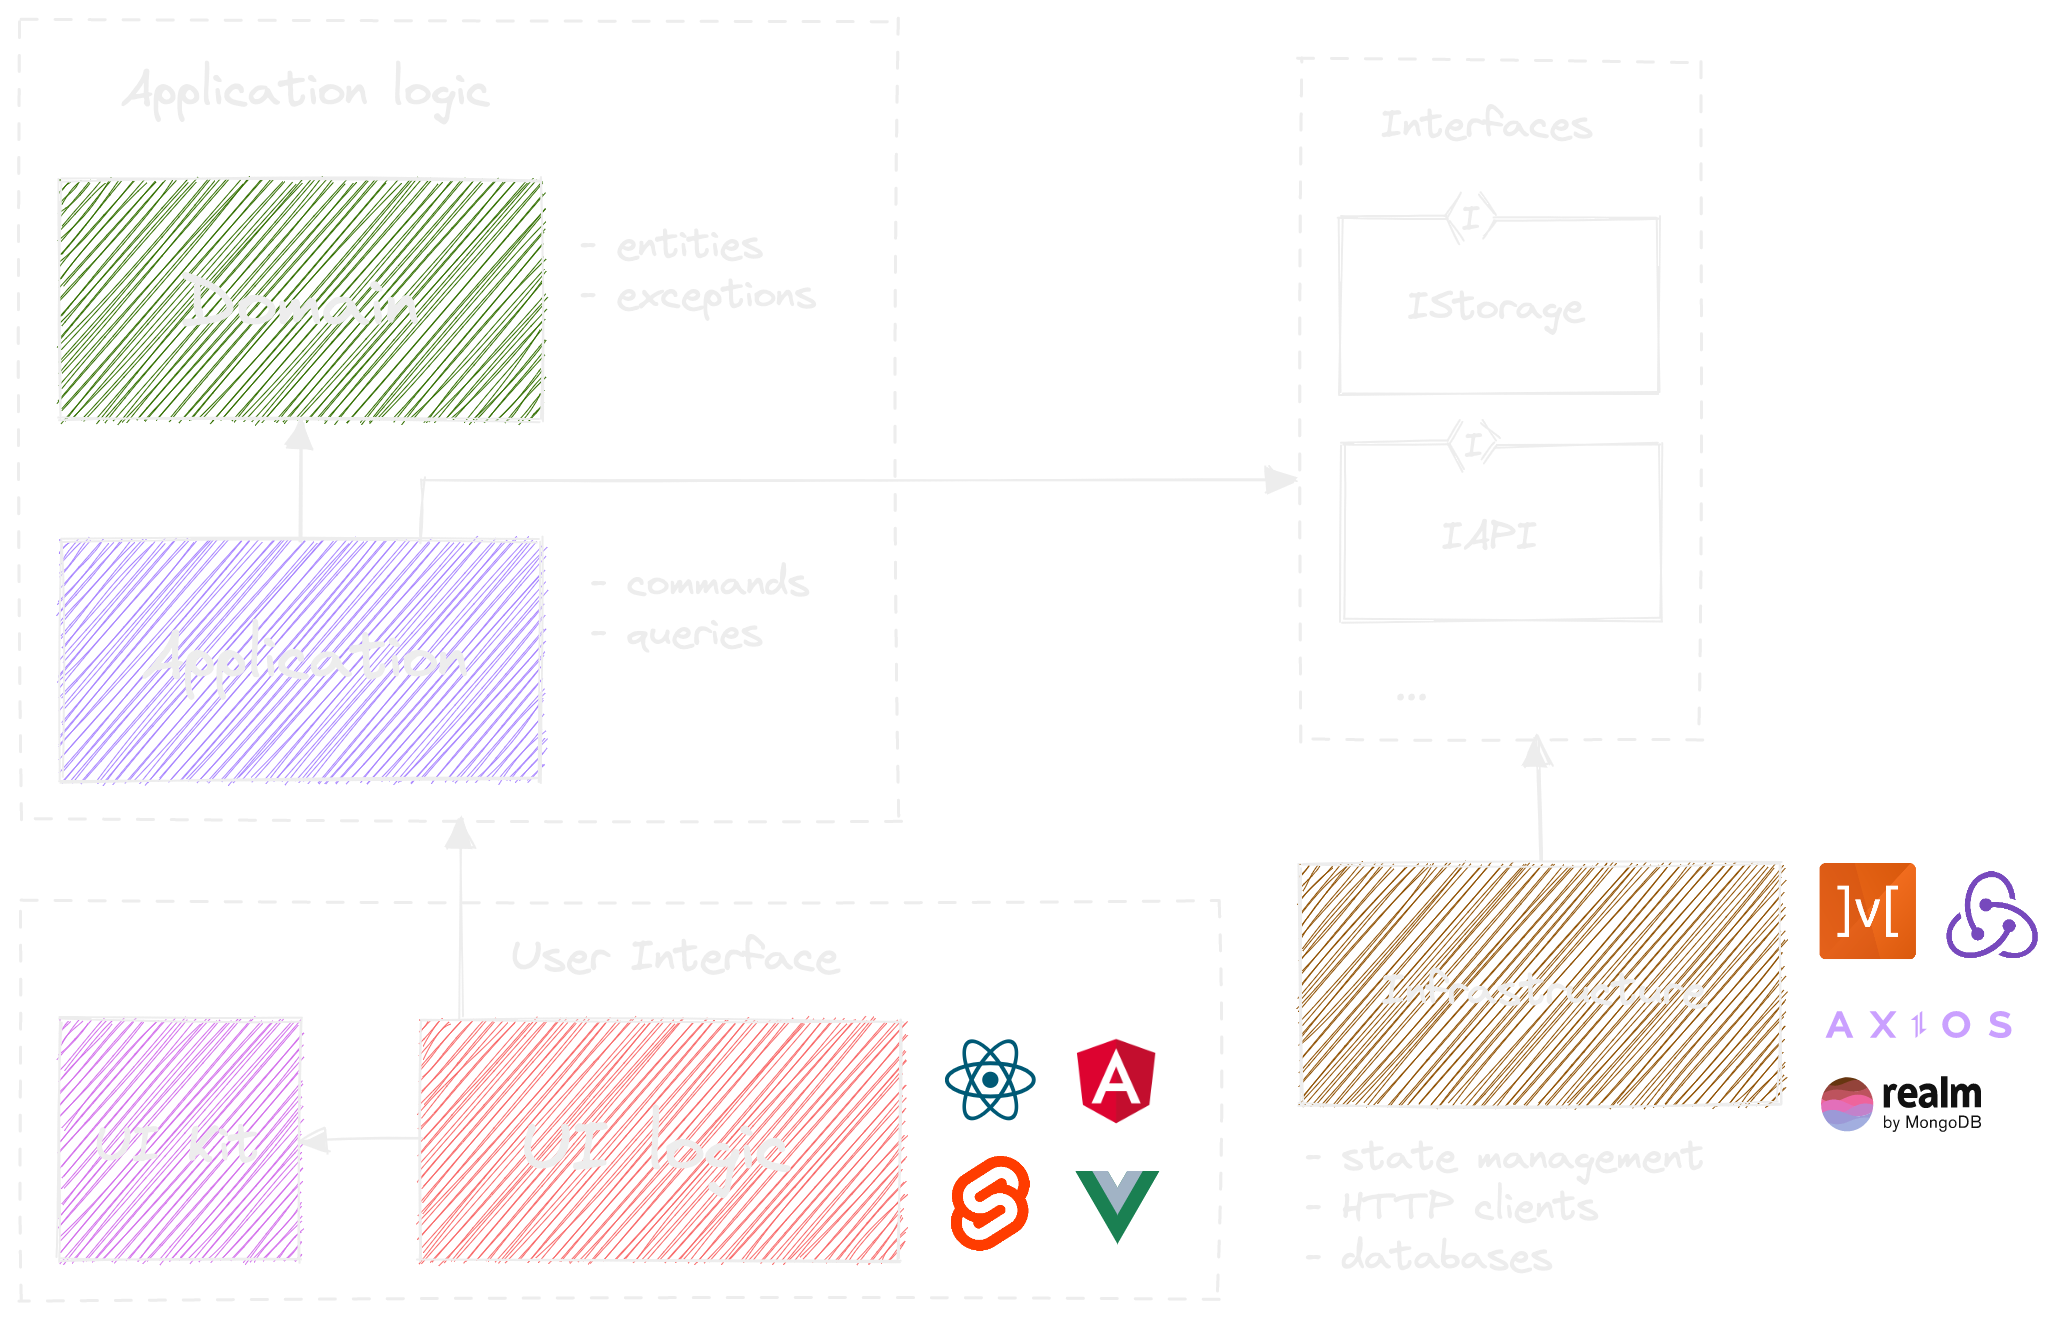 Application logic
Domain
- entities
- exceptions
Application
- commands
- queries
Interfaces
I
IStorage
I
IAPI
...
User Interface
UI Kit
UI logic
Infrastructure
]v[
AXIOS
realm
by MongoDB
- state management
- HTTP clients
- databases